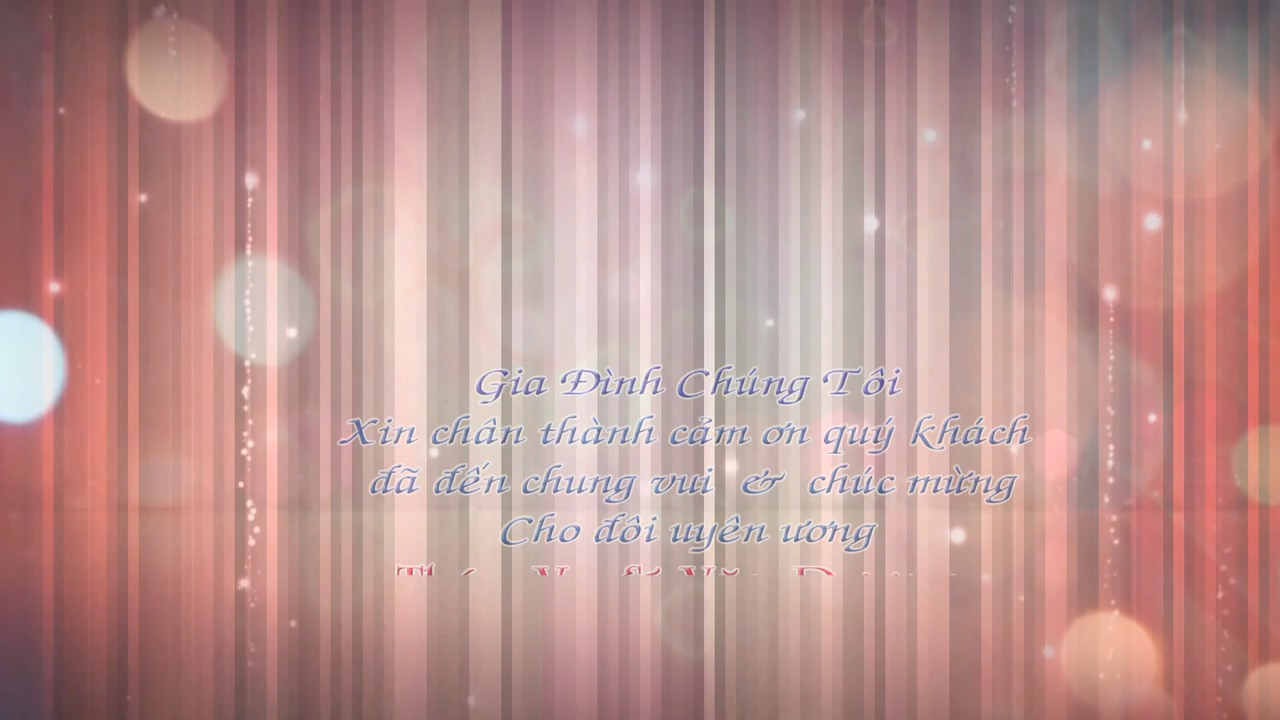 Gia Đình Chúng Tôi
Xin chân thành cảm ơn quý khách
đã đến chung vui & chúc mừng
Cho đôi uyên ương